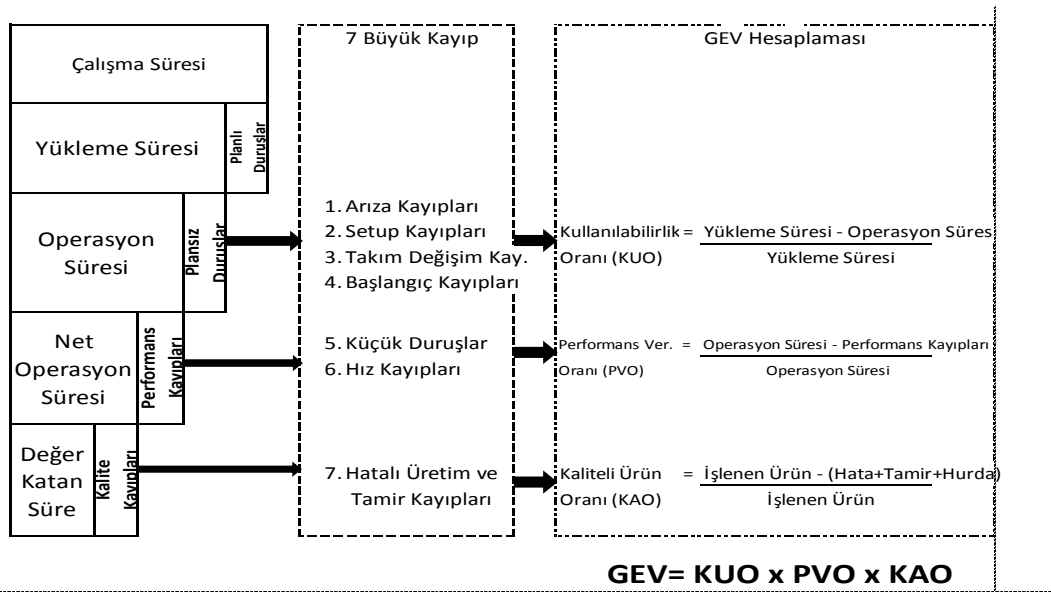 Çalışma Süresi
Yükleme Süresi
Planlı
Duruşlar
Operasyon
Süresi
Plansız
Duruşlar
Net
Operasyon
Süresi
Performans
Kayıpları
Değer
Katan
Süre
Kalite
Kayıpları
7 Büyük Kayıp
1. Arıza Kayıpları
2. Setup Kayıpları
3. Takım Değişim Kay.
4. Başlangıç Kayıpları
5. Küçük Duruşlar
6. Hız Kayıpları
7. Hatalı Üretim ve
Tamir Kayıpları
GEV Hesaplaması
Kullanılabilirlik = Yükleme Süresi - Operasyon Süres
Oranı (KUO) Yükleme Süresi
Performans Ver. = Operasyon Süresi - Performans Kayıpları
Oranı (PVO) Operasyon Süresi
Kaliteli Ürün = İşlenen Ürün - (Hata+Tamir+Hurda)
Oranı (KAO) İşlenen Ürün
GEV= KUO x PVO x KAO